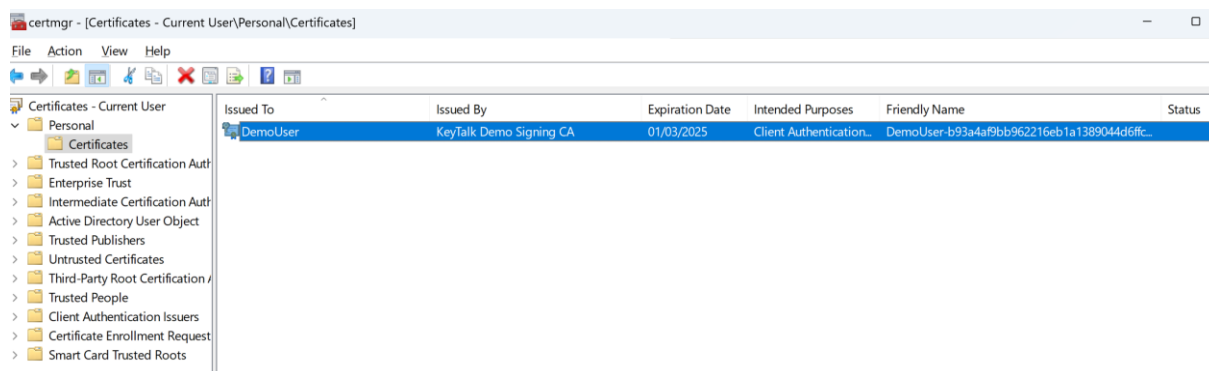 certmgr - [Certificates - Current User\Personal\Certificates]
File Action View Help
Certificates - Current User
Personal
Certificates
Trusted Root Certification Auth
Enterprise Trust
Intermediate Certification Auth
Active Directory User Object
Trusted Publishers
Untrusted Certificates
Third-Party Root Certification A
Trusted People
Client Authentication Issuers
Certificate Enrollment Request
Smart Card Trusted Roots
Issued To Issued By Expiration Date Intended Purposes Friendly Name Status
DemoUser KeyTalk Demo Signing CA 01/03/2025 Client Authentication... DemoUser-b93a4af9bb962216eb1a1389044d6ffc...